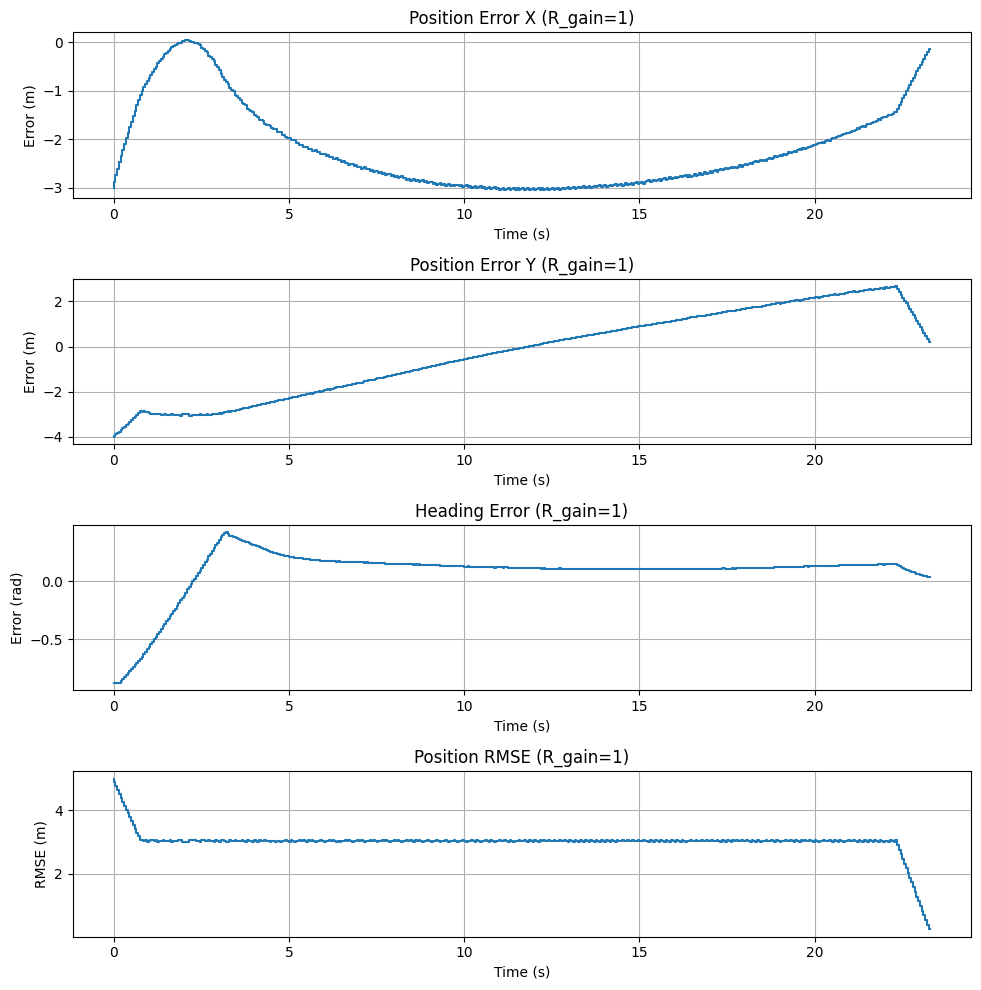 Position Error X (R_gain=1)
Error (m)
0
−1
−2
−3
0 5 10 15 20
Time (s)
Position Error Y (R_gain=1)
Error (m)
2
0
−2
−4
0 5 10 15 20
Time (s)
Heading Error (R_gain=1)
Error (rad)
0.0
−0.5
0 5 10 15 20
Time (s)
Position RMSE (R_gain=1)
RMSE (m)
4
2
0 5 10 15 20
Time (s)